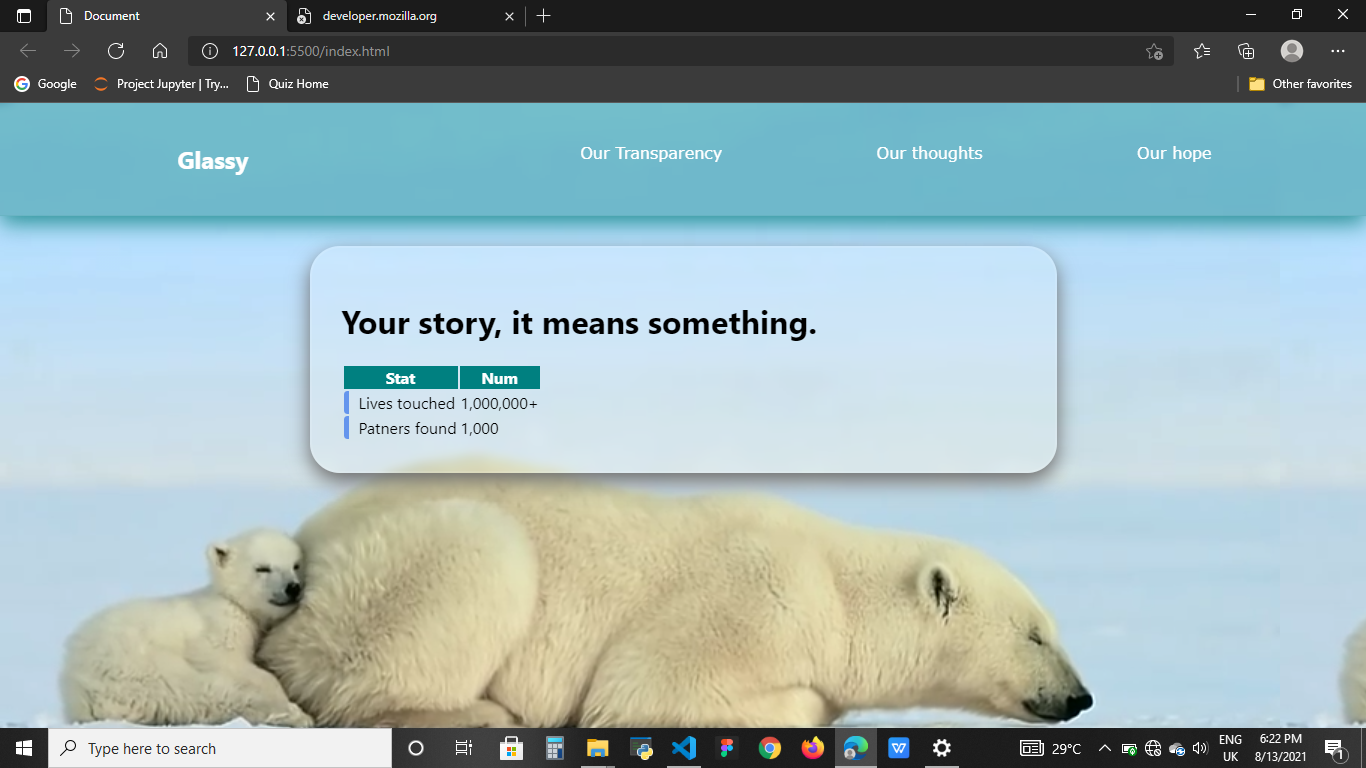 Document
developer.mozilla.org
127.0.0.1:5500/index.html
Google
Project Jupyter | Try...
Quiz Home
Other favorites
Glassy
Our Transparency
Our thoughts
Our hope
Your story, it means something.
Stat Num
Lives touched 1,000,000+
Patners found 1,000
Type here to search
29°C
ENG
UK
6:22 PM
8/13/2021
1